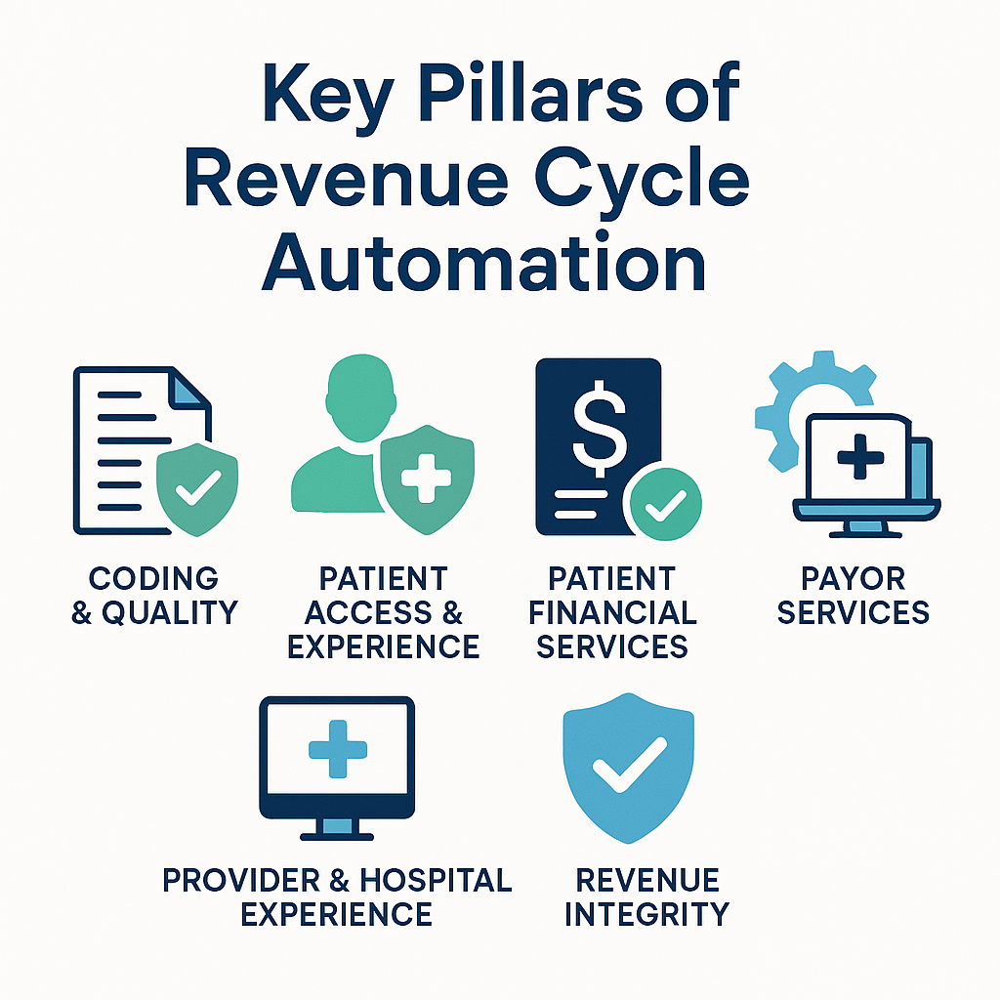 Key Pillars of
Revenue Cycle
Automation
$
CODING
& QUALITY
PATIENT
ACCESS &
EXPERIENCE
PATIENT
FINANCIAL
SERVICES
PAYOR
SERVICES
PROVIDER & HOSPITAL
EXPERIENCE
REVENUE
INTEGRITY